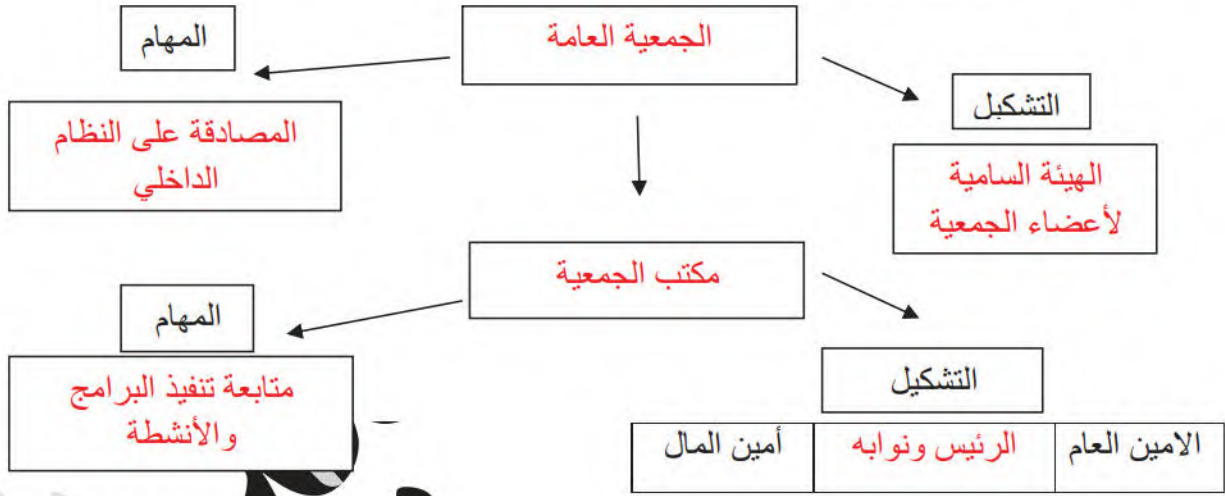 الجمعية العامة
المهام
التشكبل
المصادقة على النظام
الداخلي
الهيئة السامية
لأعضاء الجمعية
مكتب الجمعية
المهام
التشكيل
متابعة تنفيذ البرامج
والأنشطة
الامين العام
الرئيس ونوابه
أمين المال